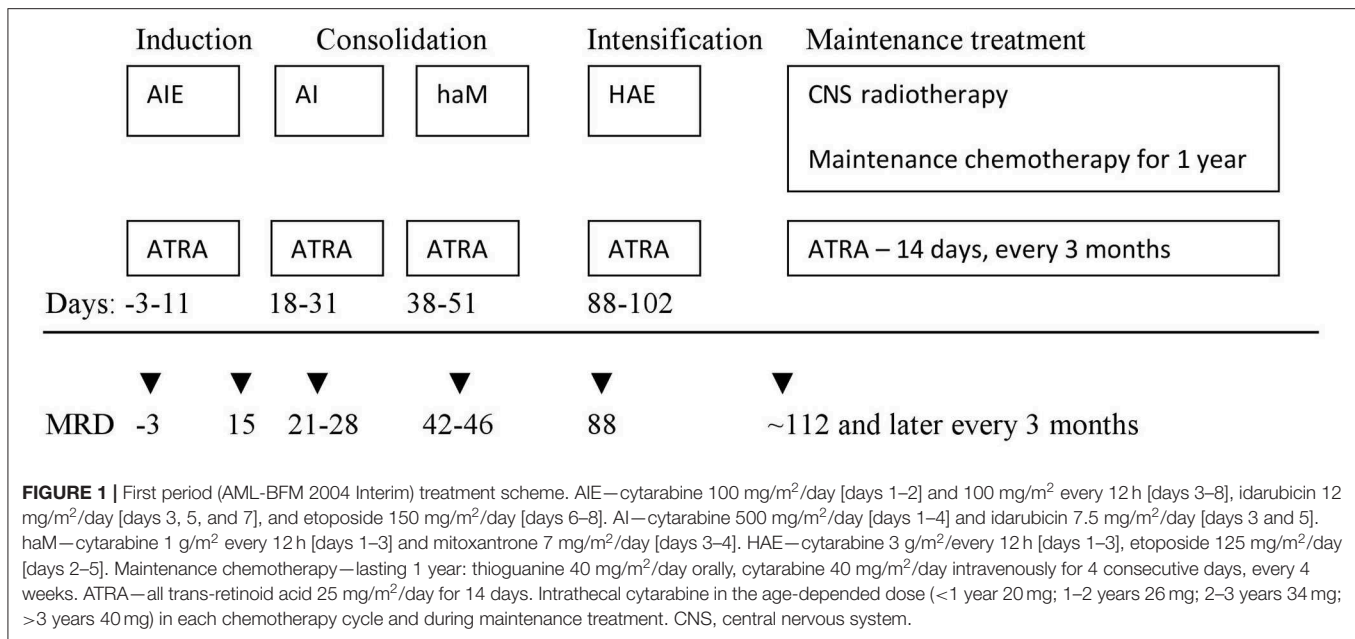 Induction Consolidation Intensification Maintenance treatment
AIE AI haM HAE CNS radiotherapy
Maintenance chemotherapy for 1 year
ATRA ATRA ATRA ATRA ATRA – 14 days, every 3 months
Days: -3-11 18-31 38-51 88-102
MRD -3 15 21-28 42-46 88 ~112 and later every 3 months
FIGURE 1 | First period (AML-BFM 2004 Interim) treatment scheme. AIE—cytarabine 100 mg/m²/day [days 1–2] and 100 mg/m² every 12 h [days 3–8], idarubicin 12
mg/m²/day [days 3, 5, and 7], and etoposide 150 mg/m²/day [days 6–8]. AI—cytarabine 500 mg/m²/day [days 1–4] and idarubicin 7.5 mg/m²/day [days 3 and 5].
haM—cytarabine 1 g/m² every 12 h [days 1–3] and mitoxantrone 7 mg/m²/day [days 3–4]. HAE—cytarabine 3 g/m²/every 12 h [days 1–3], etoposide 125 mg/m²/day
[days 2–5]. Maintenance chemotherapy—lasting 1 year: thioguanine 40 mg/m²/day orally, cytarabine 40 mg/m²/day intravenously for 4 consecutive days, every 4
weeks. ATRA—all trans-retinoid acid 25 mg/m²/day for 14 days. Intrathecal cytarabine in the age-depended dose (<1 year 20 mg; 1–2 years 26 mg; 2–3 years 34 mg;
>3 years 40 mg) in each chemotherapy cycle and during maintenance treatment. CNS, central nervous system.